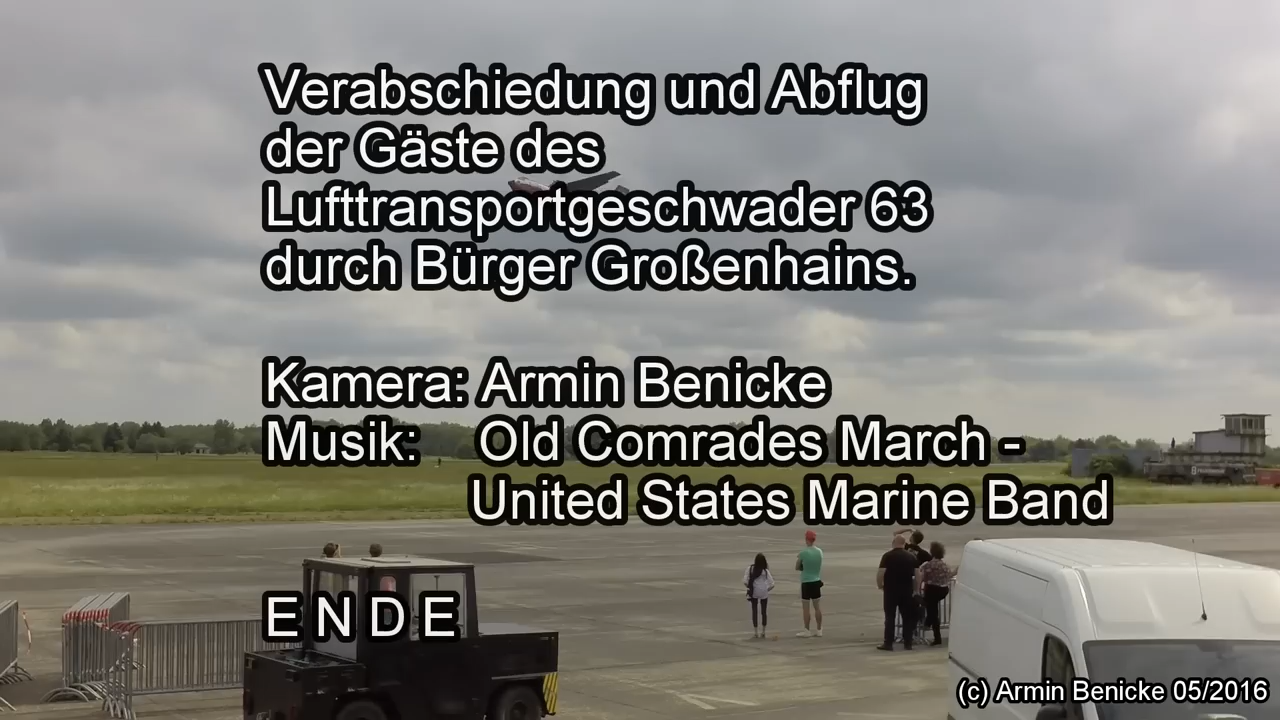 Verabschiedung und Abflug
der Gäste des
Lufttransportgeschwader 63
durch Bürger Großenhains.
Kamera: Armin Benicke
Musik: Old Comrades March -
United States Marine Band
E N D E
(c) Armin Benicke 05/2016